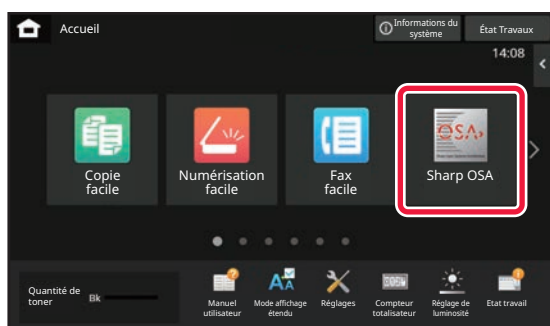 Accueil
Informations du
système
État Travaux
14:08
Copie
facile
Numérisation
facile
Fax
facile
OSA
Sharp OSA
Quantité de
toner
Bk
Manuel
utilisateur
Mode affichage
étendu
Réglages
Compteur
totalisateur
Réglage de
luminosité
Etat travail